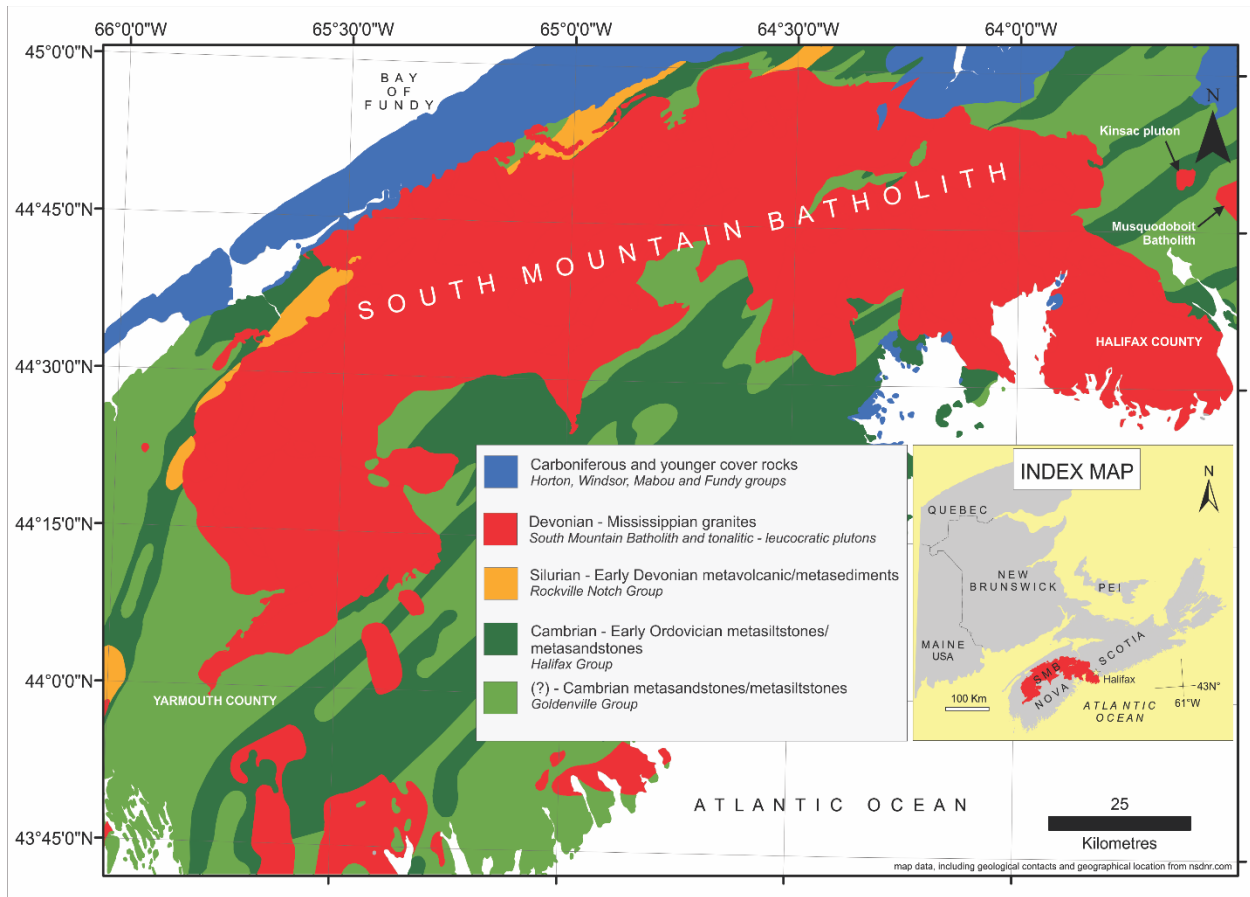 66°0'0"W
65°30'0"W
65°0'0"W
64°30'0"W
64°0'0"W
45°0'0"N
44°45'0"N
44°30'0"N
44°15'0"N
44°0'0"N
43°45'0"N
BAY
OF
FUNDY
N
Kinsac pluton
Musquodoboit
Batholith
SOUTH MOUNTAIN BATHOLITH
HALIFAX COUNTY
YARMOUTH COUNTY
Carboniferous and younger cover rocks
Horton, Windsor, Mabou and Fundy groups
Devonian - Mississippian granites
South Mountain Batholith and tonalitic - leucocratic plutons
Silurian - Early Devonian metavolcanic/metasediments
Rockville Notch Group
Cambrian - Early Ordovician metasiltstones/
metasandstones
Halifax Group
(?) - Cambrian metasandstones/metasiltstones
Goldenville Group
INDEX MAP
N
QUEBEC
NEW
BRUNSWICK
PEI
MAINE
USA
SCOTIA
SMB
NOVA
Halifax
100 Km
43N°
61°W
ATLANTIC
OCEAN
ATLANTIC OCEAN
25
Kilometres
map data, including geological contacts and geographical location from nsdnr.com